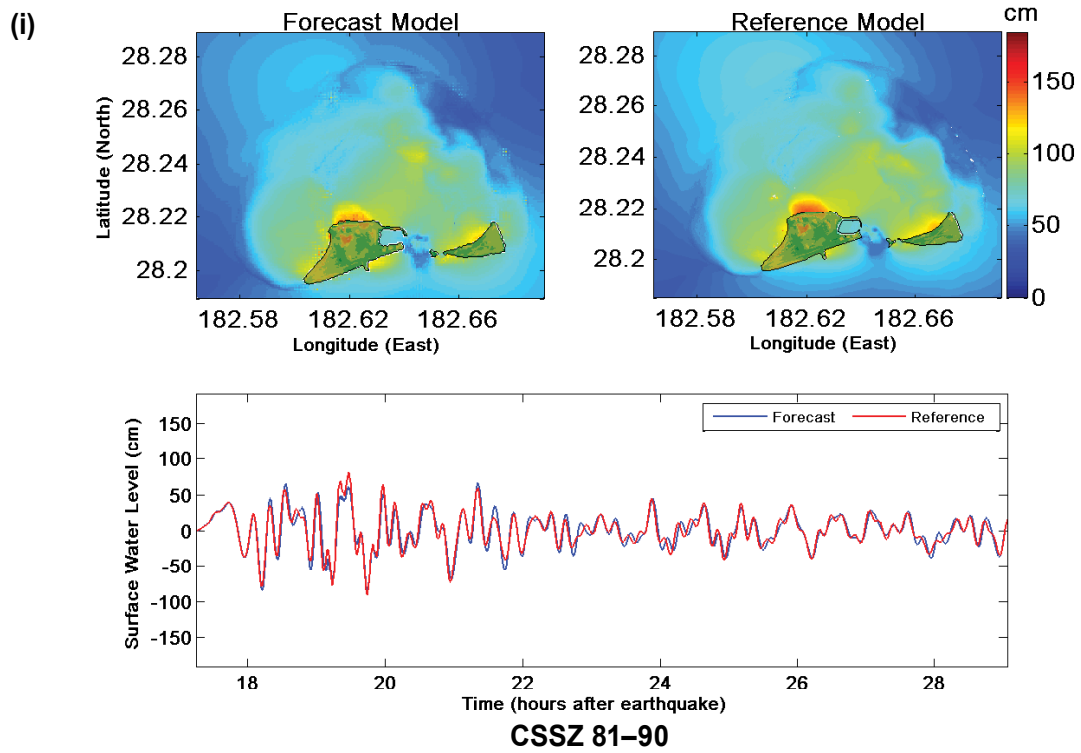 (i)
Forecast Model
Reference Model
cm
28.28
28.26
28.24
28.22
28.2
Latitude (North)
182.58
182.62
182.66
Longitude (East)
28.28
28.26
28.24
28.22
28.2
182.58
182.62
182.66
Longitude (East)
150
100
50
0
Surface Water Level (cm)
150
100
50
0
-50
-100
-150
Forecast
Reference
18
20
22
24
26
28
Time (hours after earthquake)
CSSZ 81–90